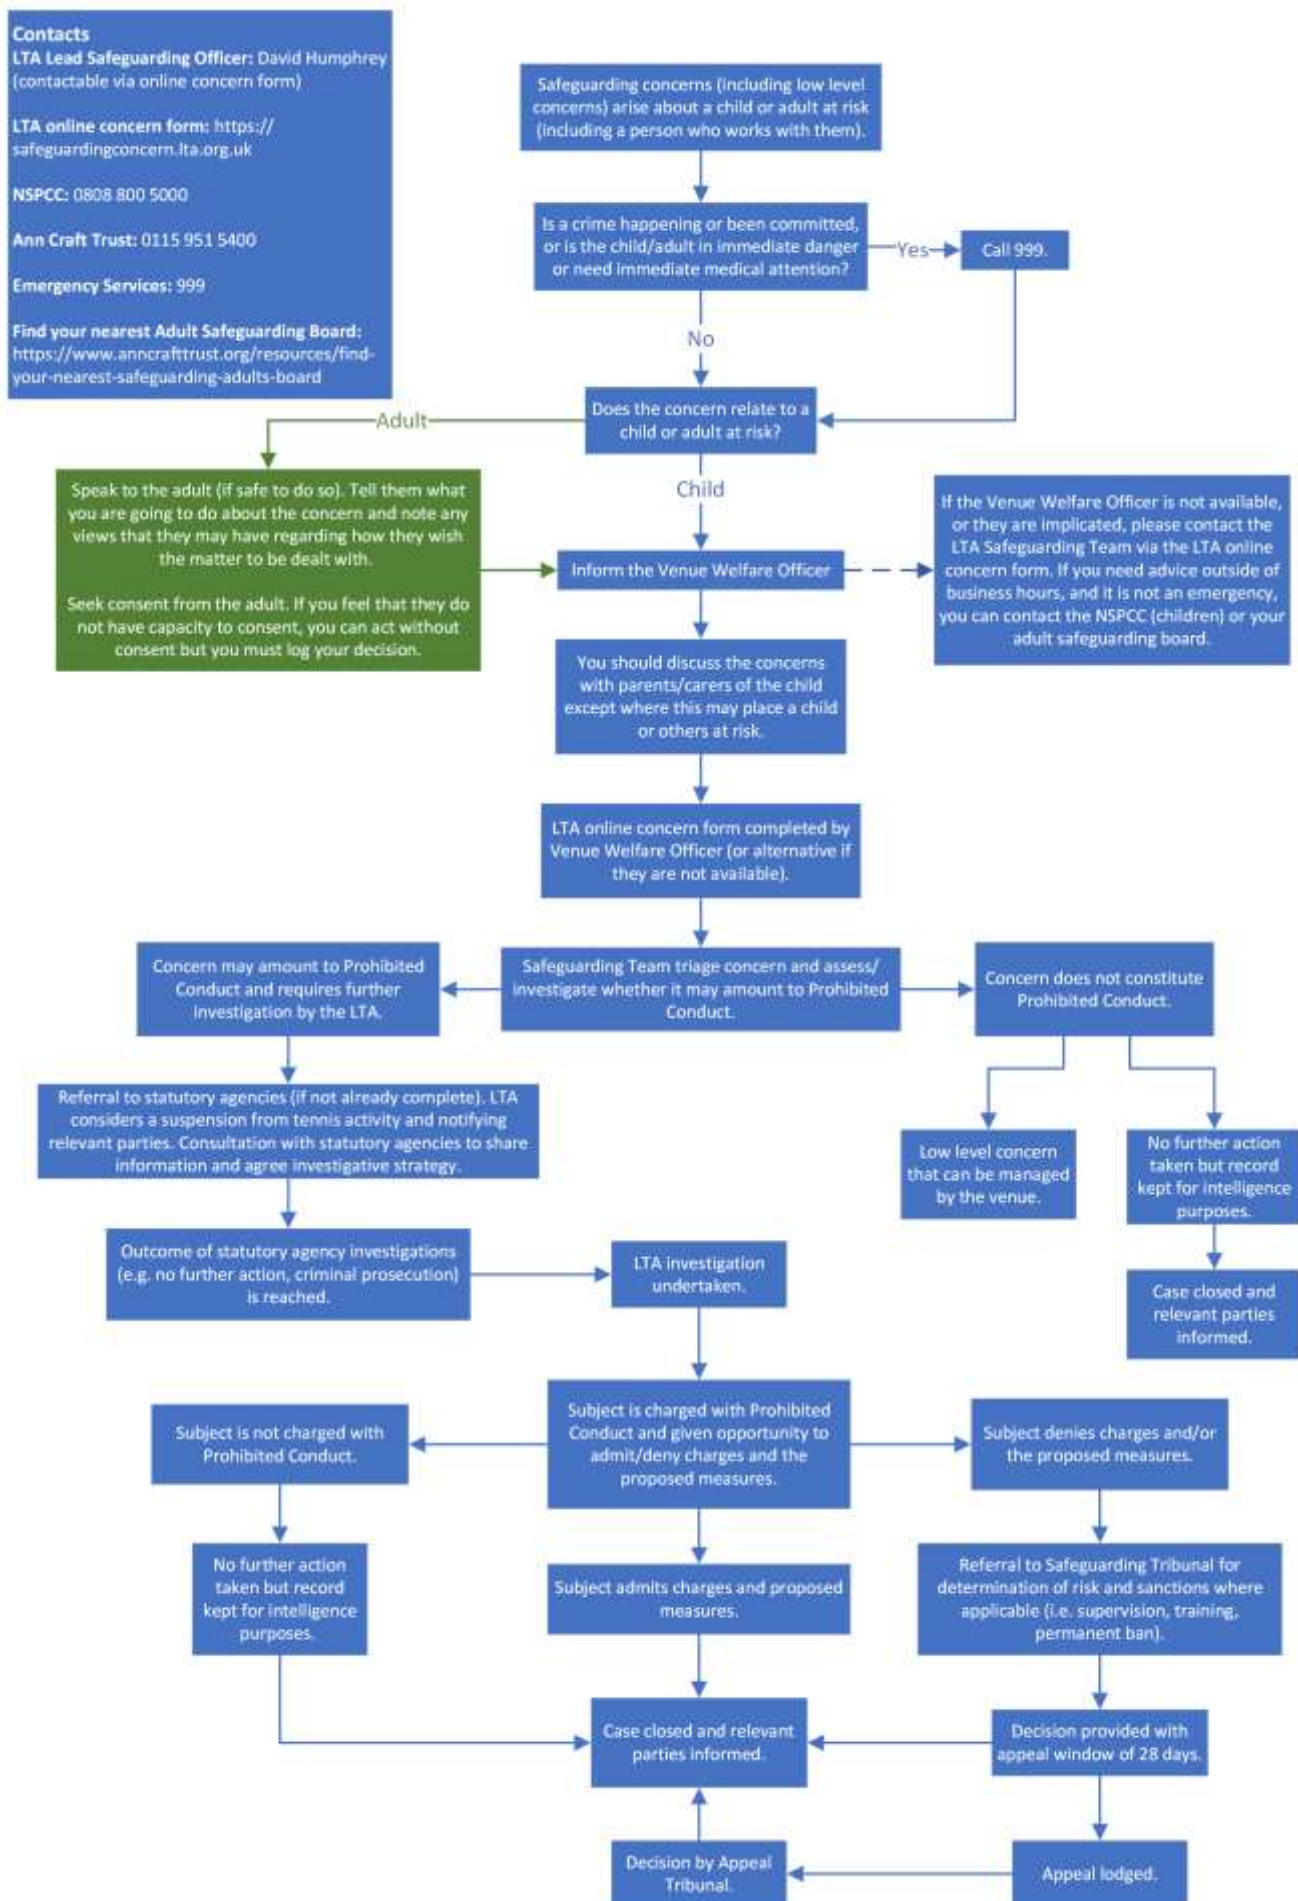 Contacts
LTA Lead Safeguarding Officer: David Humphrey
(contactable via online concern form)
LTA online concern form: https://
safeguardingconcern.lta.org.uk
NSPCC: 0808 800 5000
Ann Craft Trust: 0115 951 5400
Emergency Services: 999
Find your nearest Adult Safeguarding Board:
https://www.anncrafttrust.org/resources/find-
your-nearest-safeguarding-adults-board
Safeguarding concerns (including low level
concerns) arise about a child or adult at risk
(including a person who works with them).
Is a crime happening or been committed,
or is the child/adult in immediate danger
or need immediate medical attention?
Yes
Call 999.
No
Does the concern relate to a
child or adult at risk?
Adult
Child
Speak to the adult (if safe to do so). Tell them what
you are going to do about the concern and note any
views that they may have regarding how they wish
the matter to be dealt with.
Seek consent from the adult. If you feel that they do
not have capacity to consent, you can act without
consent but you must log your decision.
Inform the Venue Welfare Officer
If the Venue Welfare Officer is not available,
or they are implicated, please contact the
LTA Safeguarding Team via the LTA online
concern form. If you need advice outside of
business hours, and it is not an emergency,
you can contact the NSPCC (children) or your
adult safeguarding board.
You should discuss the concerns
with parents/carers of the child
except where this may place a child
or others at risk.
LTA online concern form completed by
Venue Welfare Officer (or alternative if
they are not available).
Safeguarding Team triage concern and assess/
investigate whether it may amount to Prohibited
Conduct.
Concern may amount to Prohibited
Conduct and requires further
investigation by the LTA.
Concern does not constitute
Prohibited Conduct.
Referral to statutory agencies (if not already complete). LTA
considers a suspension from tennis activity and notifying
relevant parties. Consultation with statutory agencies to share
information and agree investigative strategy.
Low level concern
that can be managed
by the venue.
No further action
taken but record
kept for intelligence
purposes.
Outcome of statutory agency investigations
(e.g. no further action, criminal prosecution)
is reached.
LTA investigation
undertaken.
Case closed and
relevant parties
informed.
Subject is not charged with
Prohibited Conduct.
Subject is charged with Prohibited
Conduct and given opportunity to
admit/deny charges and the
proposed measures.
Subject denies charges and/or
the proposed measures.
No further action
taken but record
kept for intelligence
purposes.
Subject admits charges and proposed
measures.
Referral to Safeguarding Tribunal for
determination of risk and sanctions where
applicable (i.e. supervision, training,
permanent ban).
Case closed and relevant
parties informed.
Decision provided with
appeal window of 28 days.
Decision by Appeal
Tribunal.
Appeal lodged.